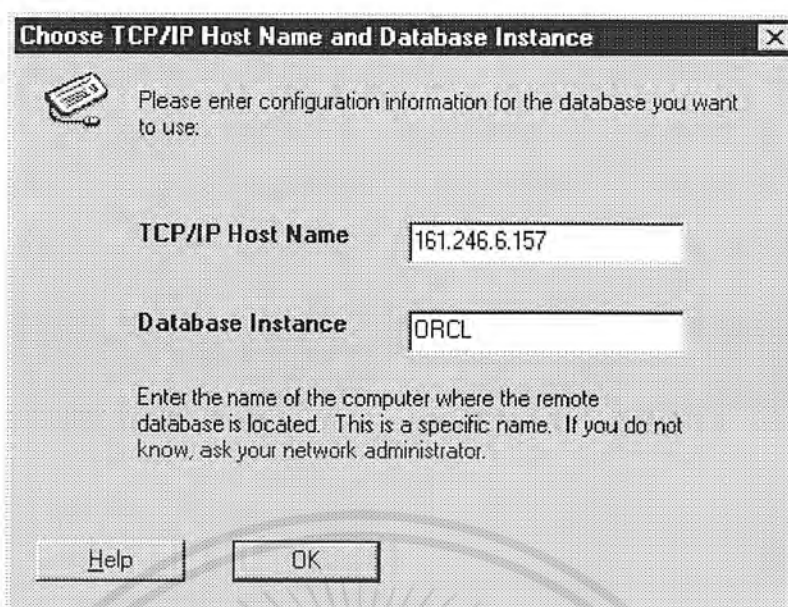 Choose TCP/IP Host Name and Database Instance
Please enter configuration information for the database you want
to use:
TCP/IP Host Name
161.246.6.157
Database Instance
ORCL
Enter the name of the computer where the remote
database is located. This is a specific name. If you do not
know, ask your network administrator.
Help
OK